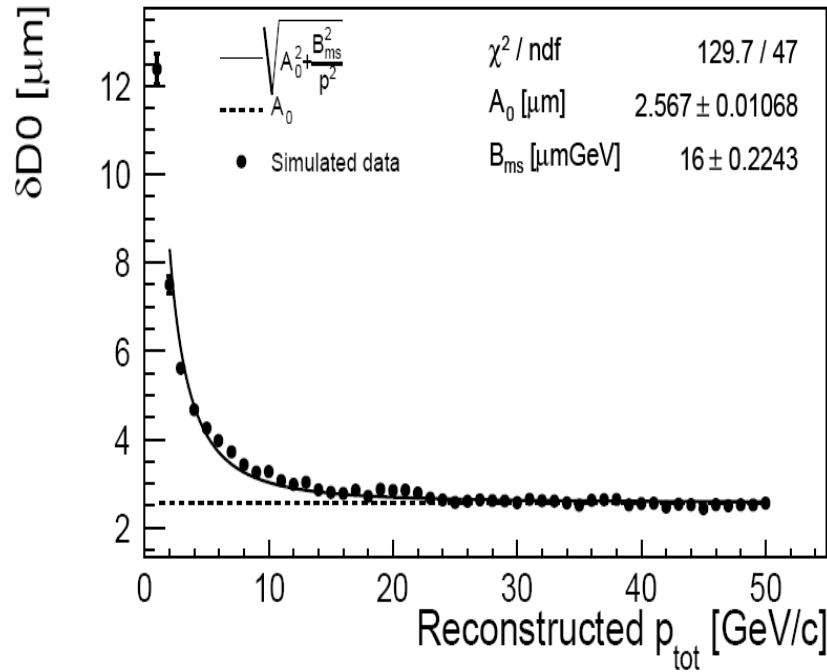 δD0 [μm]
12
10
8
6
4
2
0 10 20 30 40 50
Reconstructed p_tot [GeV/c]
√(A_0^2+B_ms^2/p^2)
A_0
Simulated data
χ² / ndf 129.7 / 47
A_0 [μm] 2.567 ± 0.01068
B_ms [μmGeV] 16 ± 0.2243